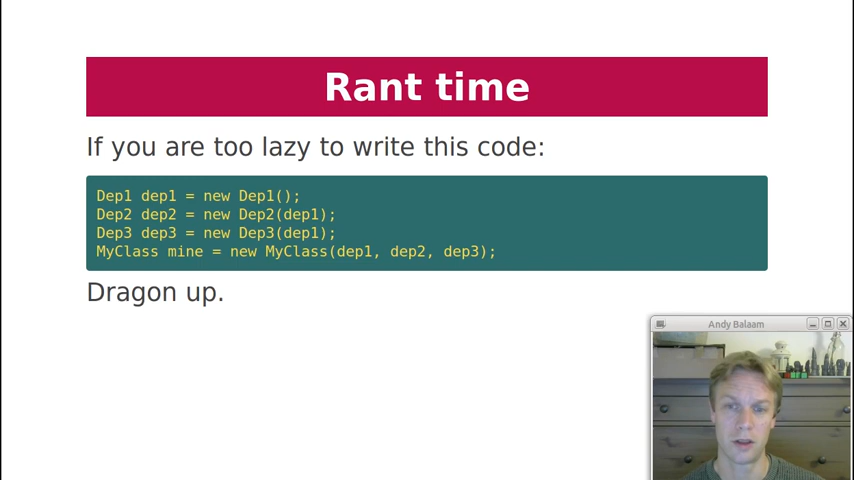 Rant time
If you are too lazy to write this code:
Dep1 dep1 = new Dep1();
Dep2 dep2 = new Dep2(dep1);
Dep3 dep3 = new Dep3(dep1);
MyClass mine = new MyClass(dep1, dep2, dep3);
Dragon up.
Andy Balaam